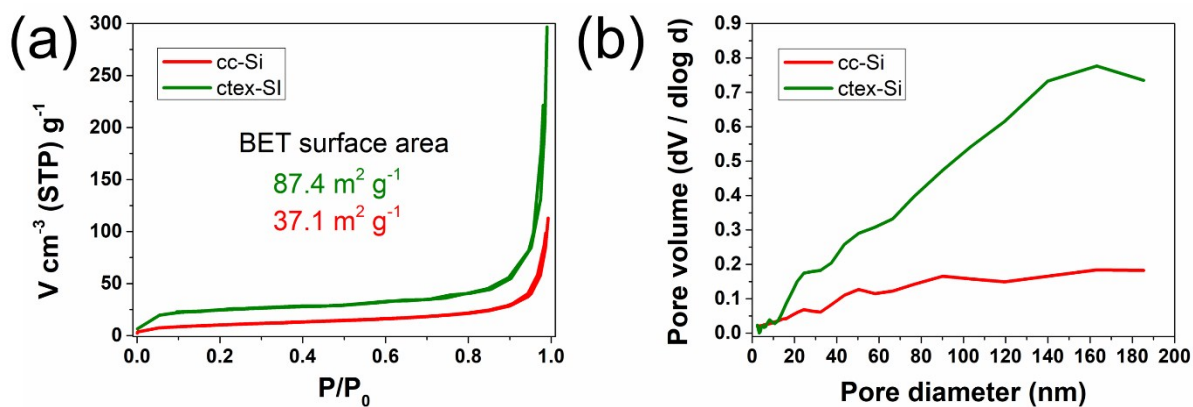 (a)
300
250
200
150
100
50
0
V cm⁻³ (STP) g⁻¹
cc-Si
ctex-SI
BET surface area
87.4 m² g⁻¹
37.1 m² g⁻¹
0.0 0.2 0.4 0.6 0.8 1.0
P/P₀
(b)
0.9
0.8
0.7
0.6
0.5
0.4
0.3
0.2
0.1
0.0
Pore volume (dV / dlog d)
cc-Si
ctex-Si
0 20 40 60 80 100 120 140 160 180 200
Pore diameter (nm)